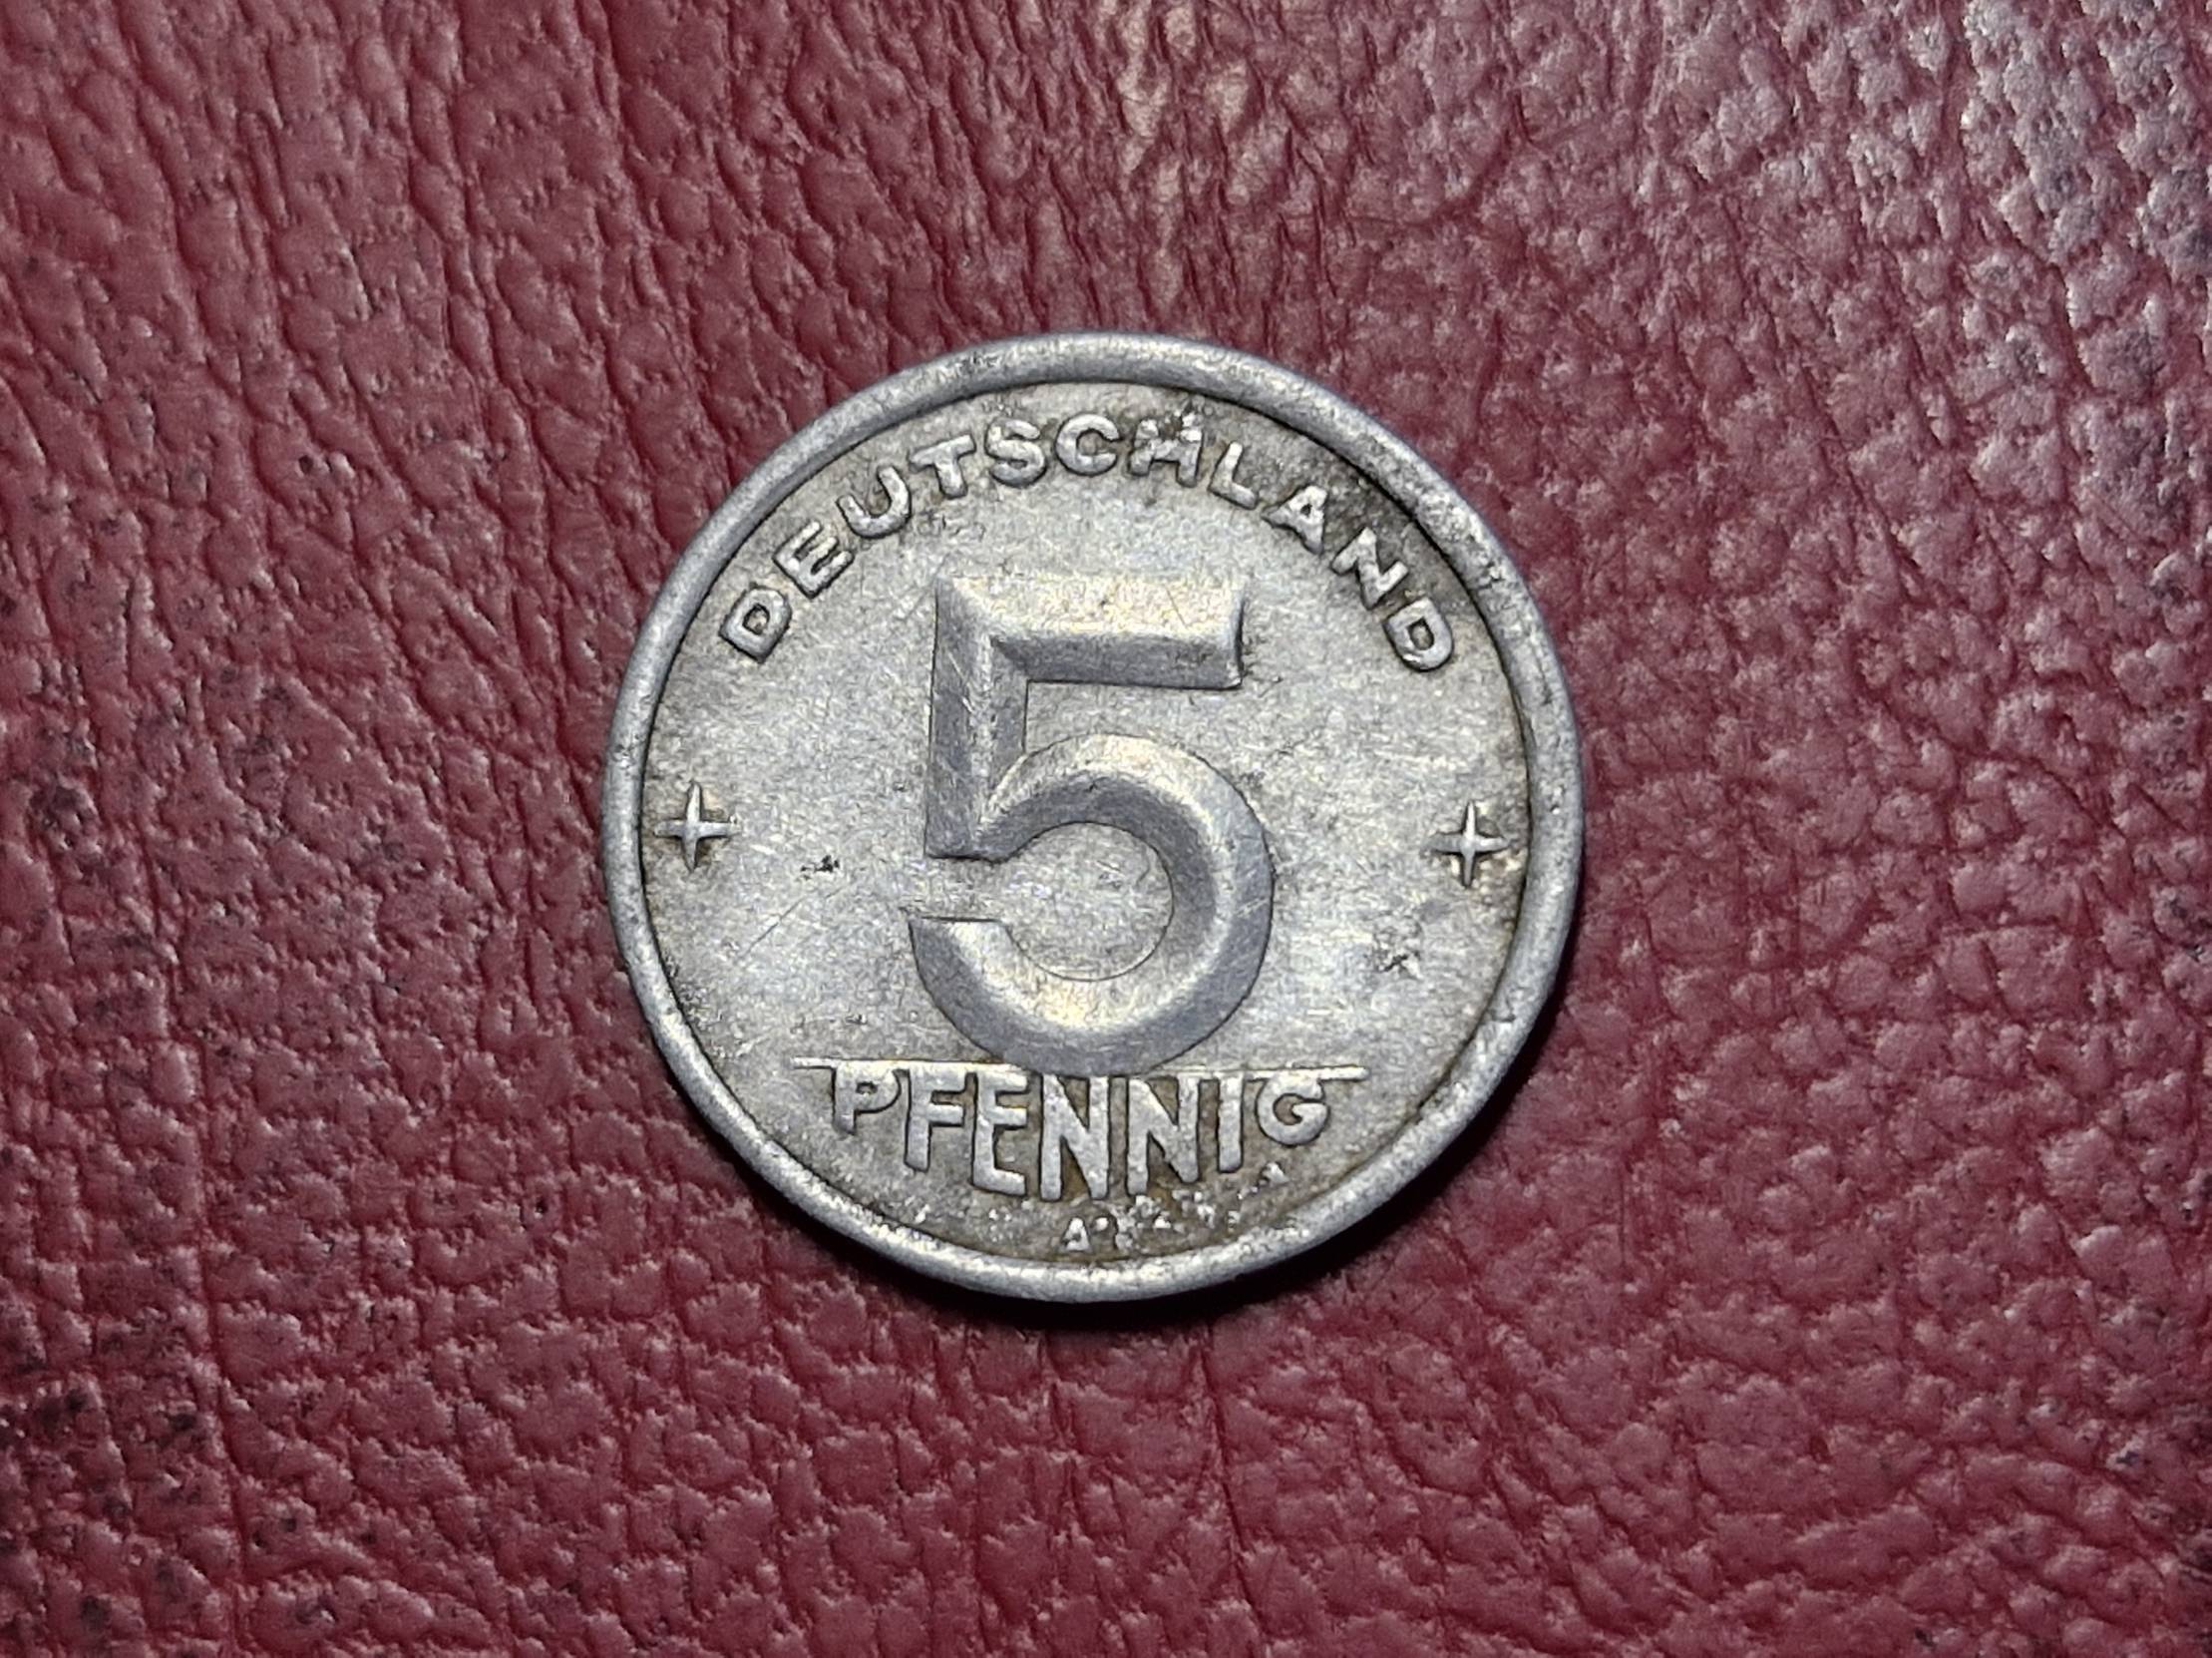 DEUTSCHLAND
5
PFENNIG
A